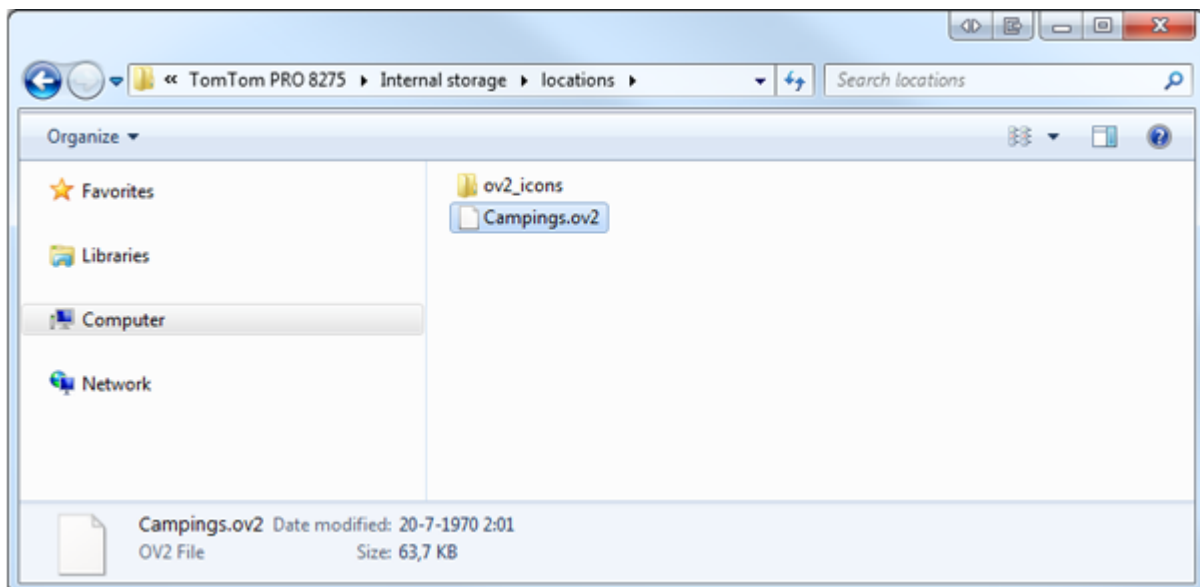 « TomTom PRO 8275 ▸ Internal storage ▸ locations ▸ Search locations
Organize
Favorites
Libraries
Computer
Network
ov2_icons
Campings.ov2
Campings.ov2 Date modified: 20-7-1970 2:01
OV2 File Size: 63,7 KB